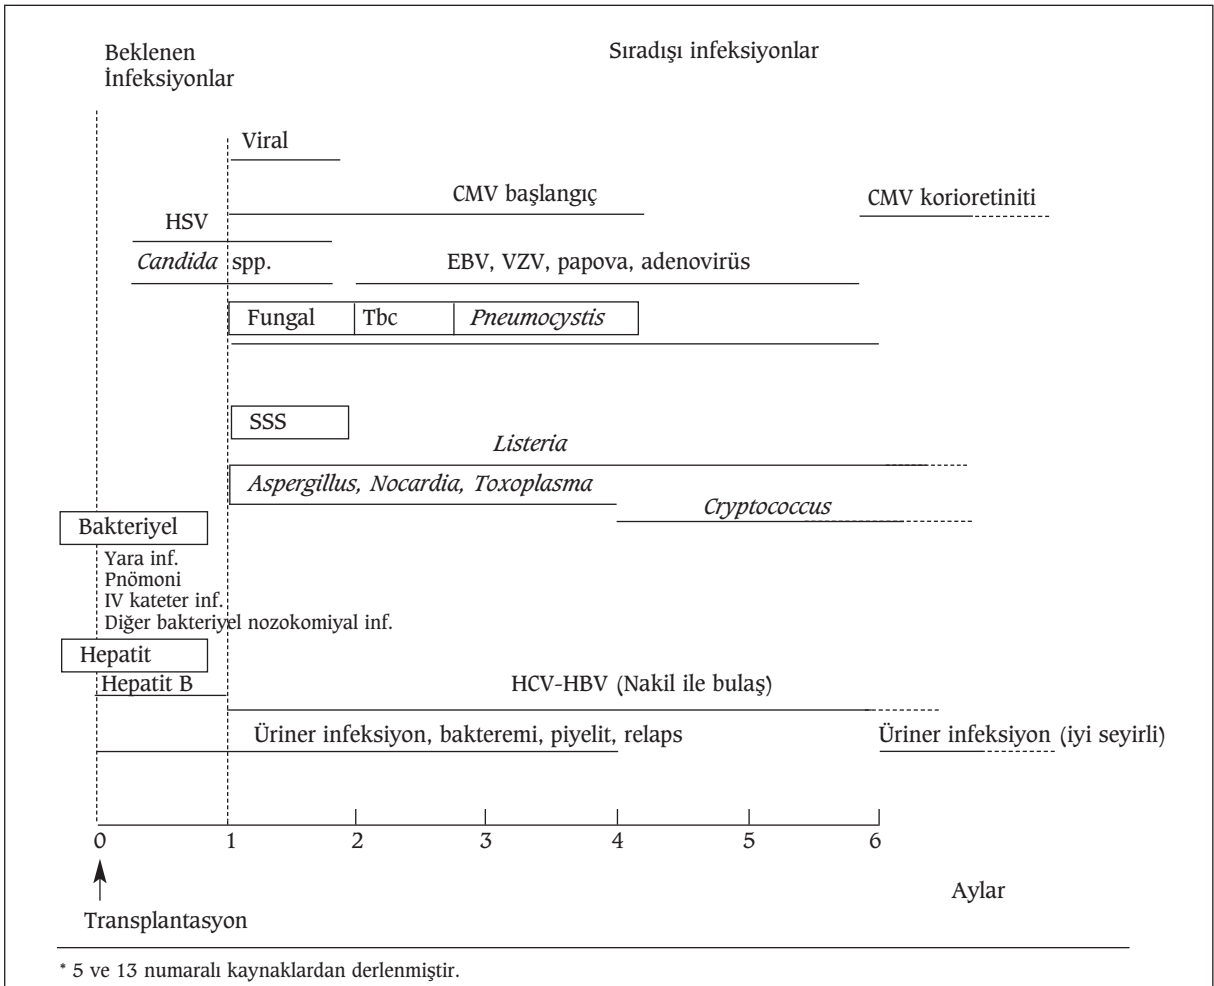 Beklenen
İnfeksiyonlar
Sıradışı infeksiyonlar
Viral
CMV başlangıç
CMV korioretiniti
HSV
Candida spp.
EBV, VZV, papova, adenovirüs
Fungal
Tbc
Pneumocystis
SSS
Listeria
Aspergillus, Nocardia, Toxoplasma
Cryptococcus
Bakteriyel
Yara inf.
Pnömoni
IV kateter inf.
Diğer bakteriyel nozokomiyal inf.
Hepatit
Hepatit B
HCV-HBV (Nakil ile bulaş)
Üriner infeksiyon, bakteremi, piyelit, relaps
Üriner infeksiyon (iyi seyirli)
0 1 2 3 4 5 6
Aylar
Transplantasyon
* 5 ve 13 numaralı kaynaklardan derlenmiştir.